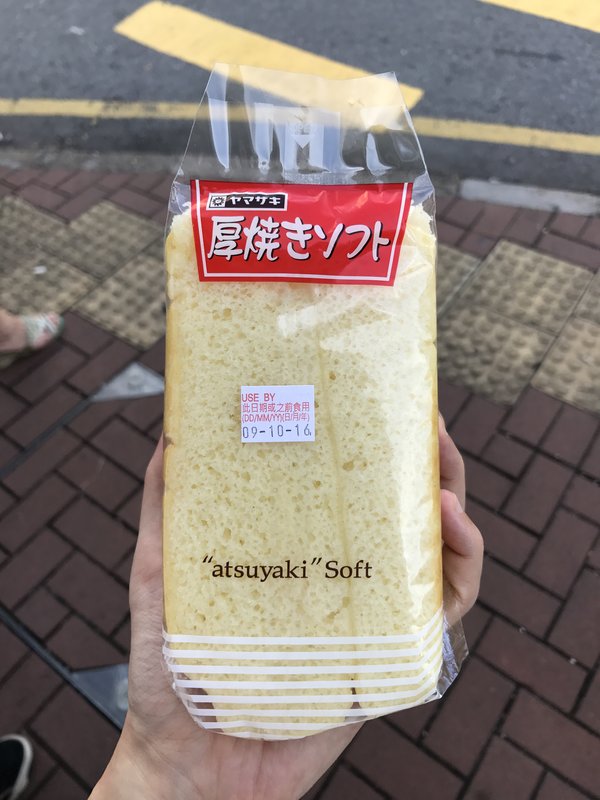 ヤマザキ
厚焼きソフト
USE BY
此日期或之前食用
(DD/MM/YY)(日/月/年)
09-10-16
"atsuyaki" Soft